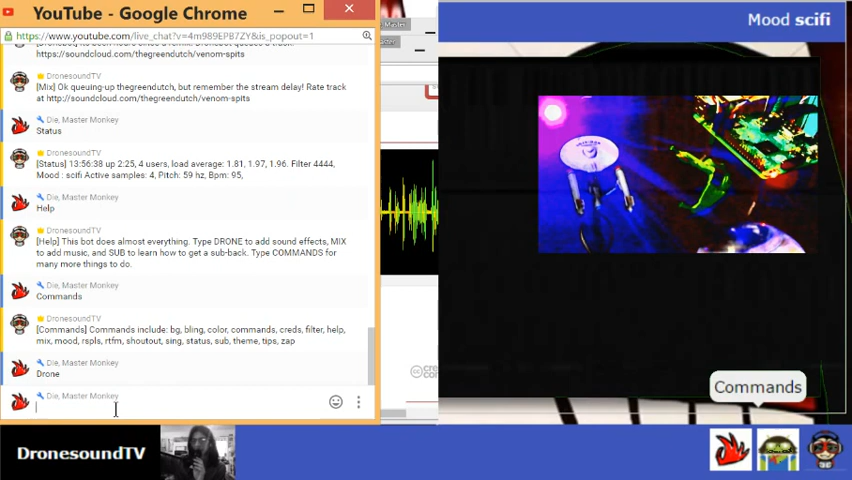 YouTube - Google Chrome
https://www.youtube.com/live_chat?v=4m989EPB7ZY&is_popout=1
https://soundcloud.com/thegreendutch/venom-spits
DronesoundTV
[Mix] Ok queuing-up thegreendutch, but remember the stream delay! Rate track
at http://soundcloud.com/thegreendutch/venom-spits
Die, Master Monkey
Status
DronesoundTV
[Status] 13:56:38 up 2:25, 4 users, load average: 1.81, 1.97, 1.96. Filter 4444,
Mood : scifi Active samples: 4, Pitch: 59 hz, Bpm: 95,
Die, Master Monkey
Help
DronesoundTV
[Help] This bot does almost everything. Type DRONE to add sound effects, MIX
to add music, and SUB to learn how to get a sub-back. Type COMMANDS for
many more things to do.
Die, Master Monkey
Commands
DronesoundTV
[Commands] Commands include: bg, bling, color, commands, creds, filter, help,
mix, mood, rspls, rtfm, shoutout, sing, status, sub, theme, tips, zap
Die, Master Monkey
Drone
Die, Master Monkey
Mood scifi
Commands
DronesoundTV